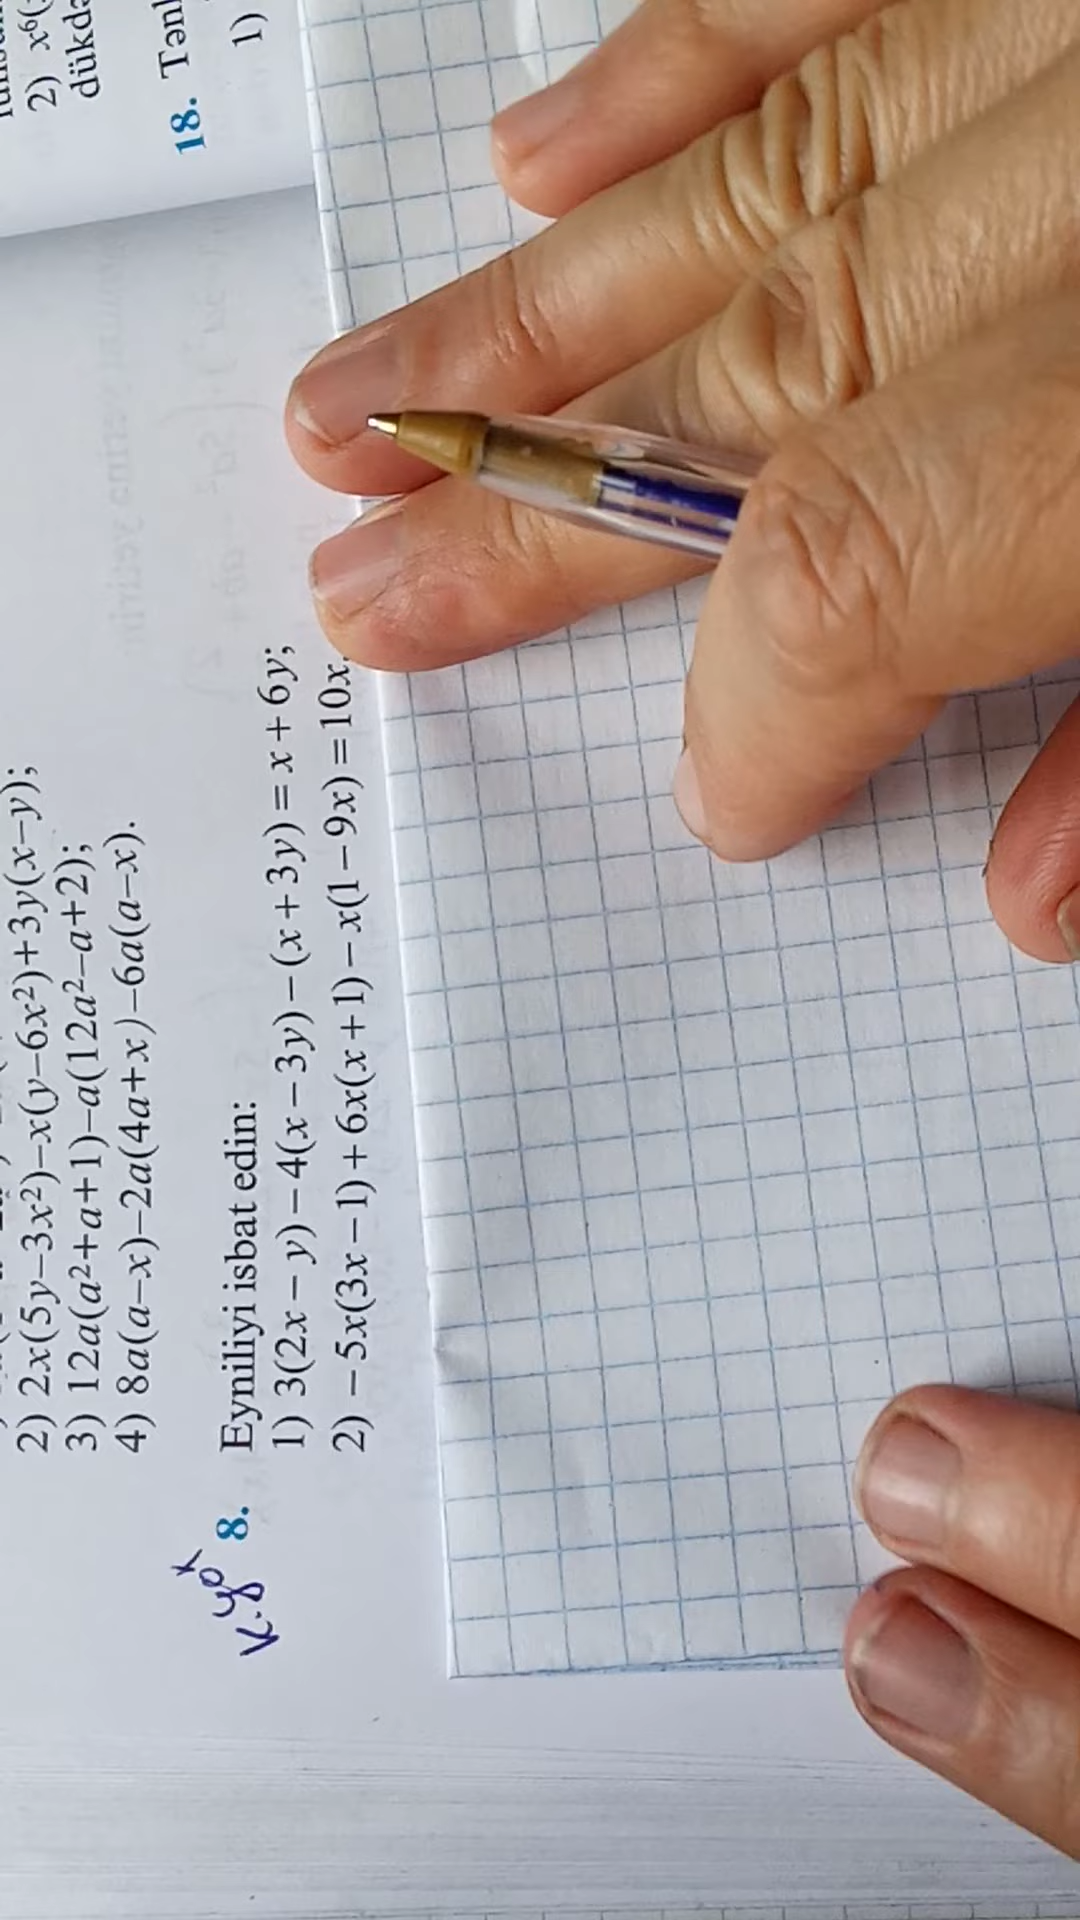 2) 2x(5y−3x²)−x(y−6x²)+3y(x−y);
3) 12a(a²+a+1)−a(12a²−a+2);
4) 8a(a−x)−2a(4a+x)−6a(a−x).
8. Eyniliyi isbat edin:
1) 3(2x − y) − 4(x − 3y) − (x + 3y) = x + 6y;
2) − 5x(3x − 1) + 6x(x + 1) − x(1 − 9x) = 10x
2) x⁶(
18.
1)